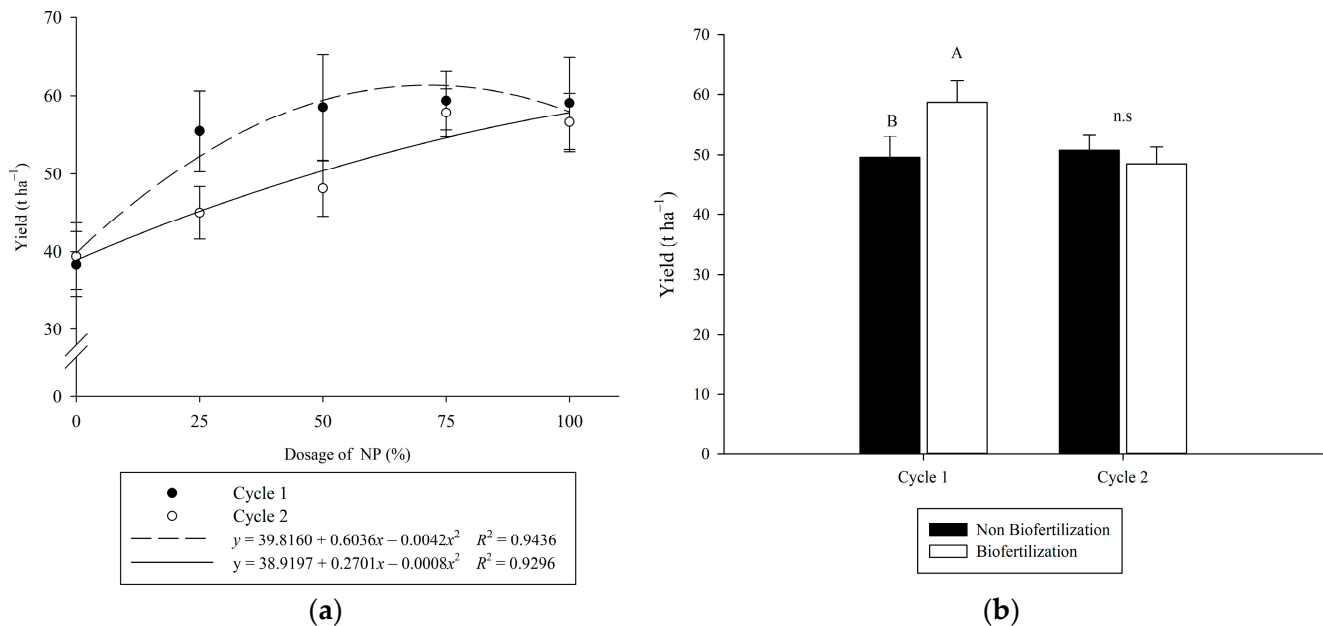 70
60
50
40
30
0
Yield (t ha⁻¹)
0 25 50 75 100
Dosage of NP (%)
Cycle 1
Cycle 2
y = 39.8160 + 0.6036x – 0.0042x² R² = 0.9436
y = 38.9197 + 0.2701x – 0.0008x² R² = 0.9296
(a)
70
60
50
40
30
20
10
0
Yield (t ha⁻¹)
A
B
n.s
Cycle 1 Cycle 2
Non Biofertilization
Biofertilization
(b)